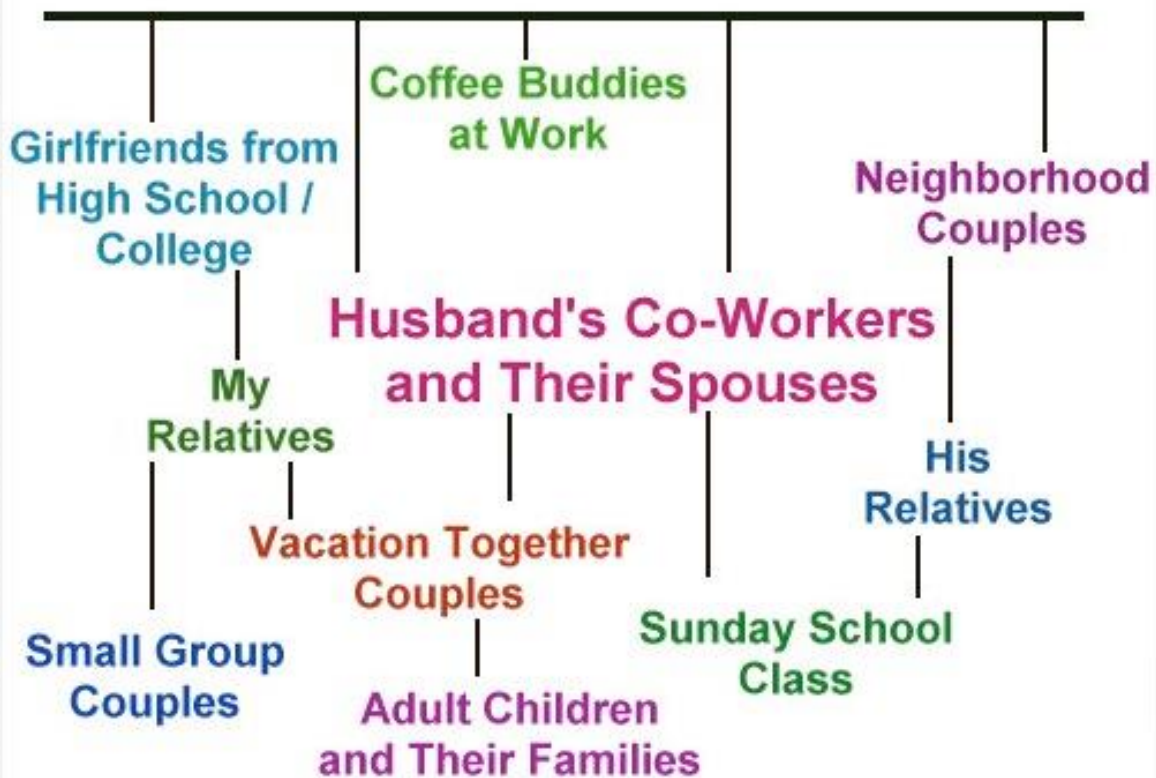 Coffee Buddies
at Work
Girlfriends from
High School /
College
Neighborhood
Couples
Husband's Co-Workers
and Their Spouses
My
Relatives
His
Relatives
Vacation Together
Couples
Sunday School
Class
Small Group
Couples
Adult Children
and Their Families